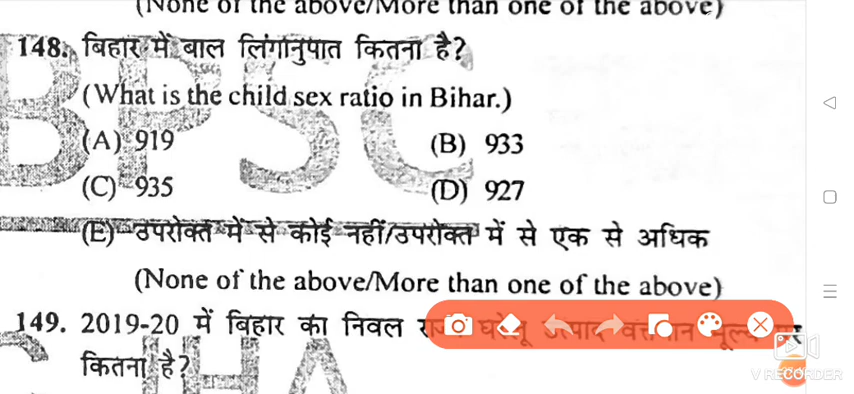 (None of the above/More than one of the above)
148. बिहार में बाल लिंगानुपात कितना है?
(What is the child sex ratio in Bihar.)
(A) 919 (B) 933
(C) 935 (D) 927
(E) उपरोक्त में से कोई नहीं/उपरोक्त में से एक से अधिक
(None of the above/More than one of the above)
149. 2019-20 में बिहार का निवल
कितना है?
BPSC
JHA
V RECORDER